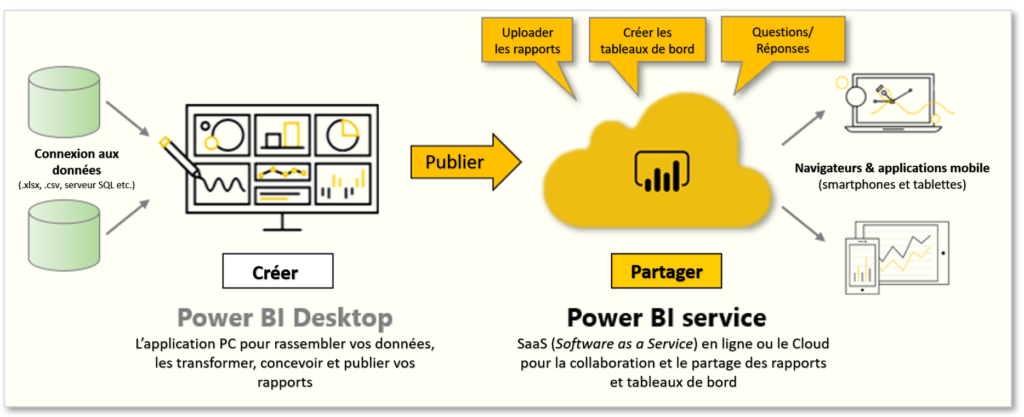 Uploader
les rapports
Créer les
tableaux de bord
Questions/
Réponses
Connexion aux
données
(.xlsx, .csv, serveur SQL etc.)
Publier
Navigateurs & applications mobile
(smartphones et tablettes)
Créer
Partager
Power BI Desktop
L’application PC pour rassembler vos données,
les transformer, concevoir et publier vos
rapports
Power BI service
SaaS (Software as a Service) en ligne ou le Cloud
pour la collaboration et le partage des rapports
et tableaux de bord